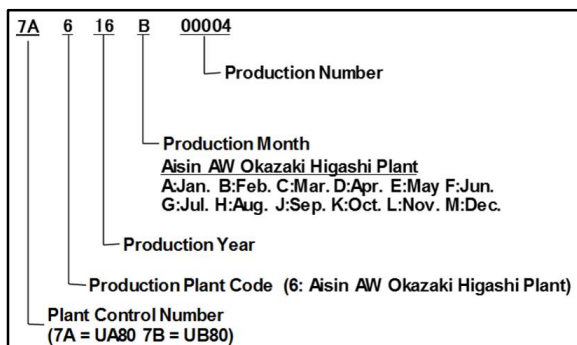 7A 6 16 B 00004
Production Number
Production Month
Aisin AW Okazaki Higashi Plant
A:Jan. B:Feb. C:Mar. D:Apr. E:May F:Jun.
G:Jul. H:Aug. J:Sep. K:Oct. L:Nov. M:Dec.
Production Year
Production Plant Code (6: Aisin AW Okazaki Higashi Plant)
Plant Control Number
(7A = UA80 7B = UB80)